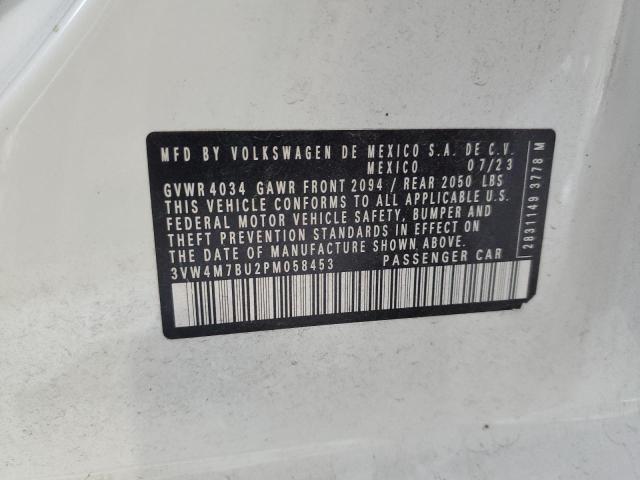 MFD BY VOLKSWAGEN DE MEXICO S.A. DE C.V.
MEXICO 07/23
GVWR 4034 GAWR FRONT 2094 / REAR 2050 LBS
THIS VEHICLE CONFORMS TO ALL APPLICABLE U.S.
FEDERAL MOTOR VEHICLE SAFETY, BUMPER AND
THEFT PREVENTION STANDARDS IN EFFECT ON
THE DATE OF MANUFACTURE SHOWN ABOVE.
3VW4M7BU2PM058453 PASSENGER CAR
2831149 3778 M